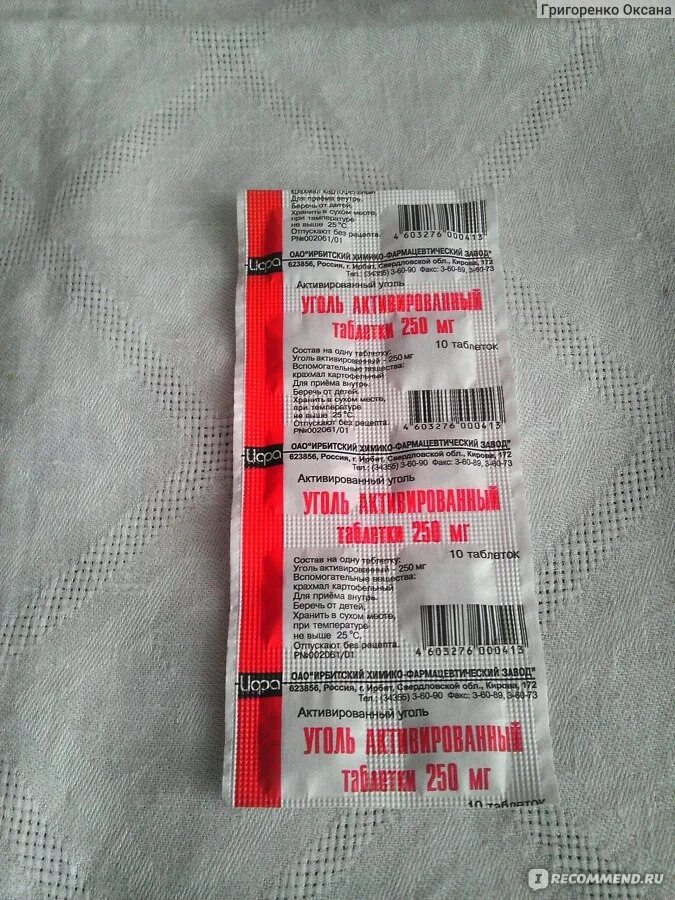 Григоренко Оксана
крахмал картофельный
Для приёма внутрь.
Беречь от детей.
Хранить в сухом месте,
при температуре
не выше 25°С.
Отпускают без рецепта.
Р№002061/01
4 603276 000413
Uюра
ОАО"ИРБИТСКИЙ ХИМИКО-ФАРМАЦЕВТИЧЕСКИЙ ЗАВОД"
623856, Россия, г. Ирбит, Свердловской обл., Кирова, 172
Тел.: (34355) 3-60-90 Факс: 3-60-89, 3-60-73
Активированный уголь
УГОЛЬ АКТИВИРОВАННЫЙ
таблетки 250 мг
10 таблеток
Состав на одну таблетку:
Уголь активированный - 250 мг
Вспомогательные вещества:
крахмал картофельный
Для приёма внутрь.
Беречь от детей.
Хранить в сухом месте,
при температуре
не выше 25°С.
Отпускают без рецепта.
Р№002061/01
4 603276 000413
Uюра
ОАО"ИРБИТСКИЙ ХИМИКО-ФАРМАЦЕВТИЧЕСКИЙ ЗАВОД"
623856, Россия, г. Ирбит, Свердловской обл., Кирова, 172
Тел.: (34355) 3-60-90 Факс: 3-60-89, 3-60-73
Активированный уголь
УГОЛЬ АКТИВИРОВАННЫЙ
таблетки 250 мг
10 таблеток
Состав на одну таблетку:
Уголь активированный - 250 мг
Вспомогательные вещества:
крахмал картофельный
Для приёма внутрь.
Беречь от детей.
Хранить в сухом месте,
при температуре
не выше 25°С.
Отпускают без рецепта.
Р№002061/01
4 603276 000413
Uюра
ОАО"ИРБИТСКИЙ ХИМИКО-ФАРМАЦЕВТИЧЕСКИЙ ЗАВОД"
623856, Россия, г. Ирбит, Свердловской обл., Кирова, 172
Тел.: (34355) 3-60-90 Факс: 3-60-89, 3-60-73
Активированный уголь
УГОЛЬ АКТИВИРОВАННЫЙ
таблетки 250 мг
10 таблеток
IRECOMMEND.RU